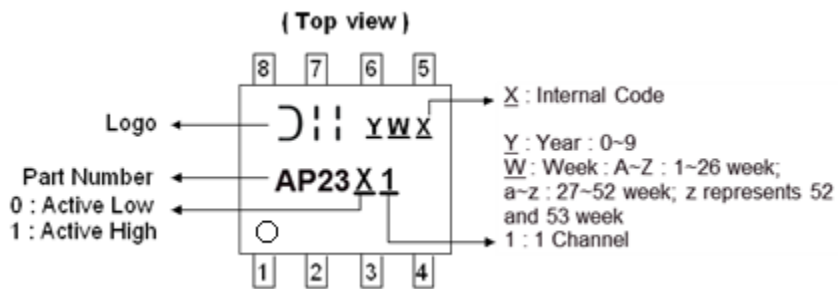 ( Top view )
8 7 6 5
Logo
YWX
X : Internal Code
Y : Year : 0~9
W : Week : A~Z : 1~26 week;
a~z : 27~52 week; z represents 52
and 53 week
Part Number
AP23X1
0 : Active Low
1 : Active High
1 : 1 Channel
1 2 3 4